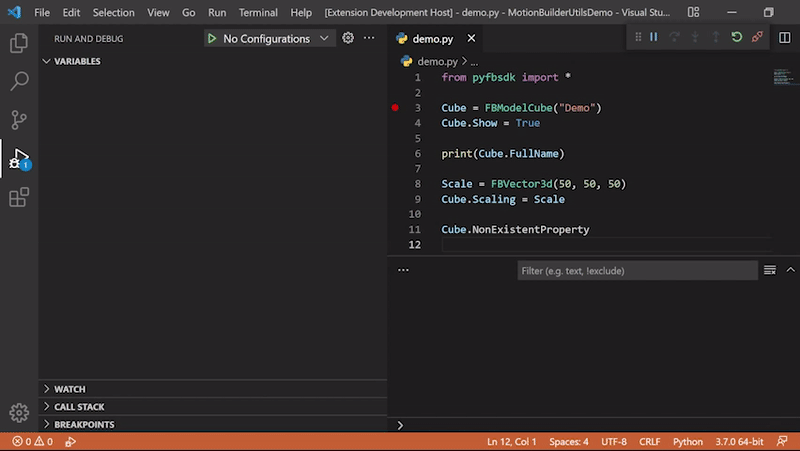 File Edit Selection View Go Run Terminal Help [Extension Development Host] - demo.py - MotionBuilderUtilsDemo - Visual Stu...
RUN AND DEBUG No Configurations ...
VARIABLES
1
WATCH
CALL STACK
BREAKPOINTS
demo.py
demo.py > ...
1 from pyfbsdk import *
2
3 Cube = FBModelCube("Demo")
4 Cube.Show = True
5
6 print(Cube.FullName)
7
8 Scale = FBVector3d(50, 50, 50)
9 Cube.Scaling = Scale
10
11 Cube.NonExistentProperty
12
... Filter (e.g. text, !exclude)
>
0 0 Ln 12, Col 1 Spaces: 4 UTF-8 CRLF Python 3.7.0 64-bit